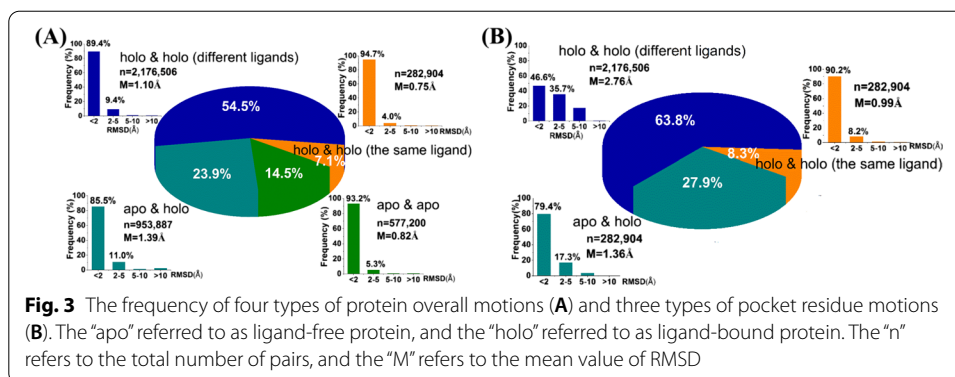 (A)
Frequency (%)
100
80
60
40
20
0
89.4%
9.4%
<2 2-5 5-10 >10
RMSD(Å)
holo & holo (different ligands)
n=2,176,506
M=1.10Å
Frequency (%)
100
80
60
40
20
0
94.7%
4.0%
<2 2-5 5-10 >10 RMSD(Å)
n=282,904
M=0.75Å
54.5%
holo & holo (the same ligand)
7.1%
23.9%
14.5%
Frequency (%)
100
80
60
40
20
0
85.5%
11.0%
<2 2-5 5-10 >10 RMSD(Å)
apo & holo
n=953,887
M=1.39Å
Frequency (%)
100
80
60
40
20
0
93.2%
5.3%
<2 2-5 5-10 >10 RMSD(Å)
apo & apo
n=577,200
M=0.82Å
(B)
Frequency (%)
100
80
60
40
20
0
46.6%
35.7%
<2 2-5 5-10 >10
RMSD(Å)
holo & holo (different ligands)
n=2,176,506
M=2.76Å
Frequency (%)
100
80
60
40
20
0
90.2%
8.2%
<2 2-5 5-10 >10 RMSD(Å)
n=282,904
M=0.99Å
63.8%
8.3%
holo & holo (the same ligand)
27.9%
Frequency (%)
100
80
60
40
20
0
79.4%
17.3%
<2 2-5 5-10 >10 RMSD(Å)
apo & holo
n=282,904
M=1.36Å
Fig. 3 The frequency of four types of protein overall motions (A) and three types of pocket residue motions
(B). The “apo” referred to as ligand-free protein, and the “holo” referred to as ligand-bound protein. The “n”
refers to the total number of pairs, and the “M” refers to the mean value of RMSD